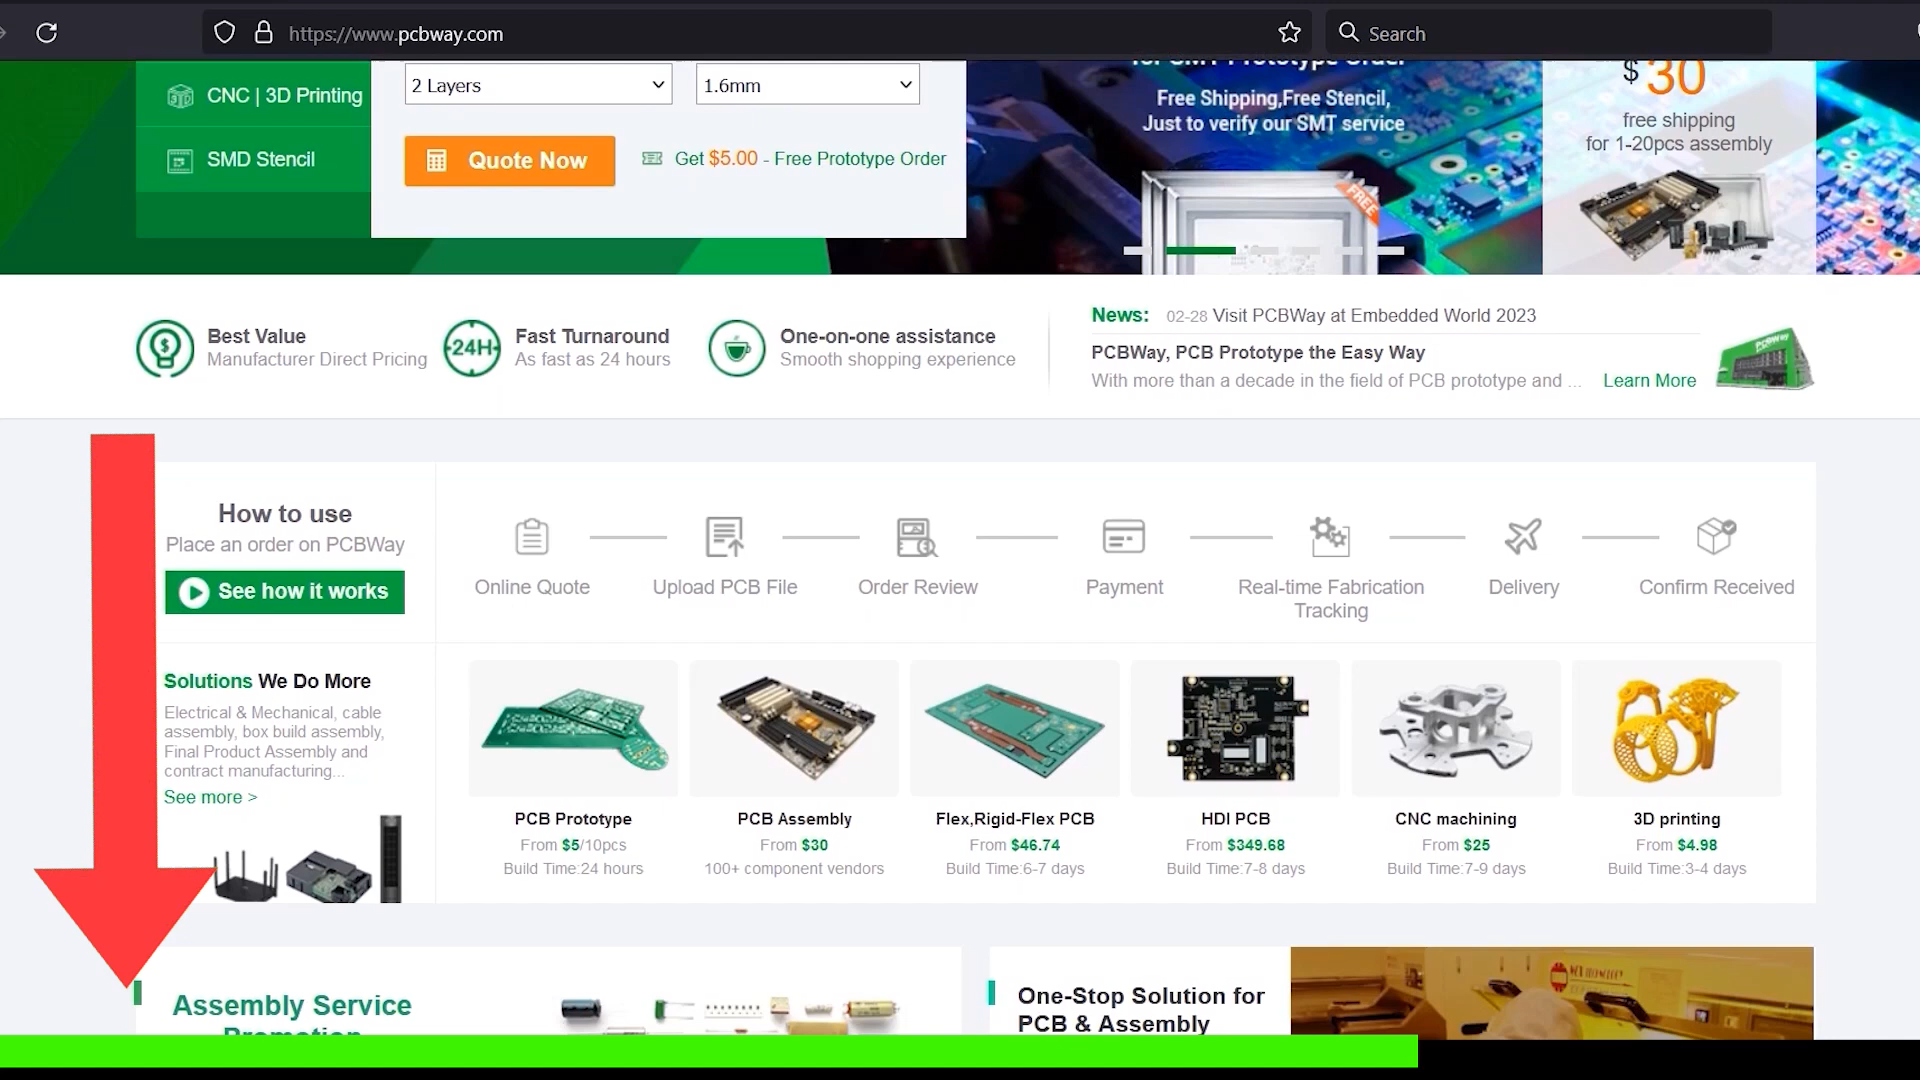 https://www.pcbway.com
Search
CNC | 3D Printing
SMD Stencil
2 Layers
1.6mm
Quote Now
Get $5.00 - Free Prototype Order
for SMT Prototype Order
Free Shipping,Free Stencil,
Just to verify our SMT service
FREE
$30
free shipping
for 1-20pcs assembly
Best Value
Manufacturer Direct Pricing
24H
Fast Turnaround
As fast as 24 hours
One-on-one assistance
Smooth shopping experience
News: 02-28 Visit PCBWay at Embedded World 2023
PCBWay, PCB Prototype the Easy Way
With more than a decade in the field of PCB prototype and ... Learn More
How to use
Place an order on PCBWay
See how it works
Online Quote
Upload PCB File
Order Review
Payment
Real-time Fabrication
Tracking
Delivery
Confirm Received
Solutions We Do More
Electrical & Mechanical, cable
assembly, box build assembly,
Final Product Assembly and
contract manufacturing...
See more >
PCB Prototype
From $5/10pcs
Build Time:24 hours
PCB Assembly
From $30
100+ component vendors
Flex,Rigid-Flex PCB
From $46.74
Build Time:6-7 days
HDI PCB
From $349.68
Build Time:7-8 days
CNC machining
From $25
Build Time:7-9 days
3D printing
From $4.98
Build Time:3-4 days
Assembly Service
Promotion
One-Stop Solution for
PCB & Assembly